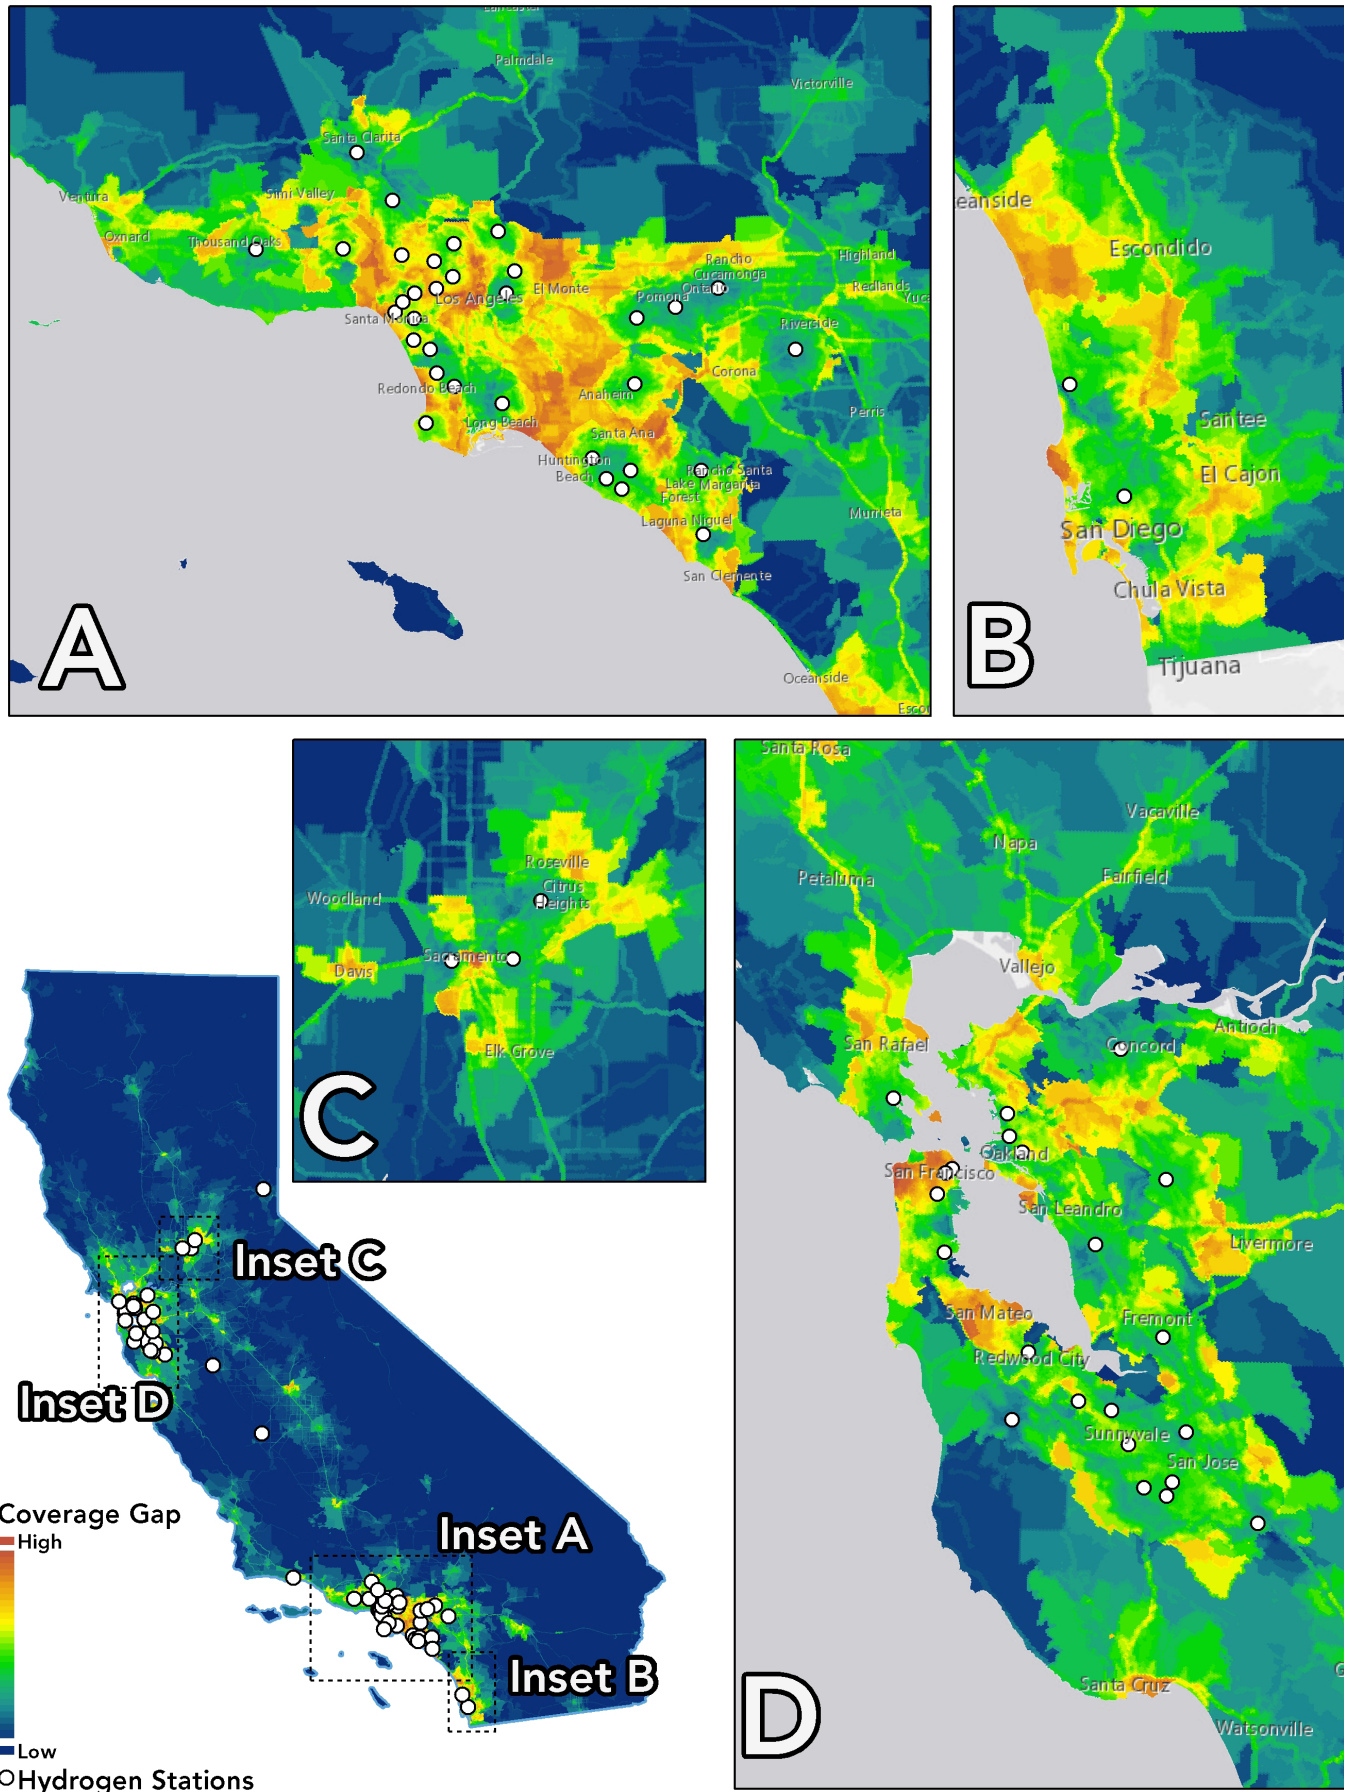 Lancaster
Palmdale
Victorville
Santa Clarita
Simi Valley
Ventura
Oxnard
Thousand Oaks
Highland
Rancho
Cucamonga
Ontario
Redlands
Yuca
El Monte
Pomona
Los Angeles
Santa Monica
Riverside
Corona
Redondo Beach
Anaheim
Perris
Long Beach
Santa Ana
Huntington
Beach
Rancho Santa
Lake Margarita
Forest
Murrieta
Laguna Niguel
San Clemente
Oceanside
Esco
A
eanside
Escondido
Santee
El Cajon
San Diego
Chula Vista
Tijuana
B
Roseville
Citrus
Heights
Woodland
Sacramento
Davis
Elk Grove
C
Santa Rosa
Vacaville
Napa
Petaluma
Fairfield
Vallejo
Antioch
San Rafael
Concord
Oakland
San Francisco
San Leandro
Livermore
San Mateo
Fremont
Redwood City
Sunnyvale
San Jose
Santa Cruz
G
Watsonville
D
Inset C
Inset D
Inset A
Inset B
Coverage Gap
High
Low
Hydrogen Stations